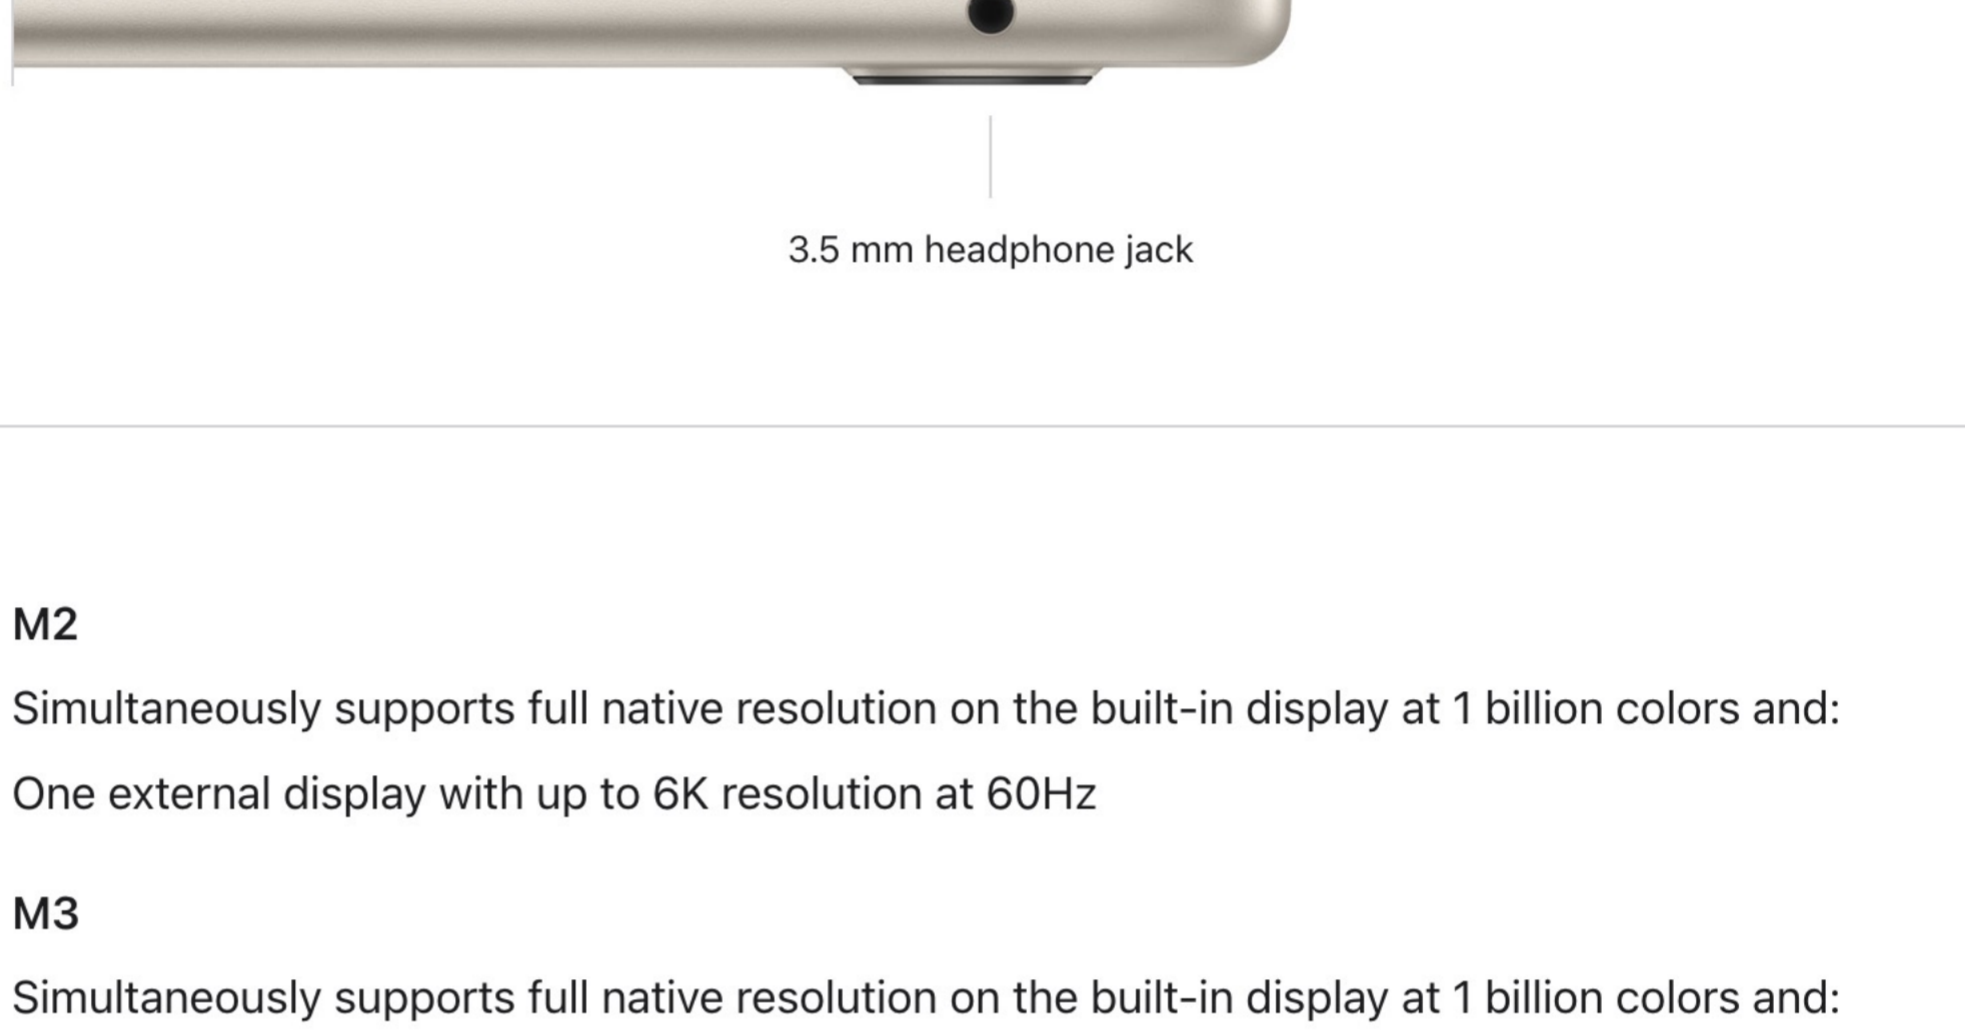 3.5 mm headphone jack
M2
Simultaneously supports full native resolution on the built-in display at 1 billion colors and:
One external display with up to 6K resolution at 60Hz
M3
Simultaneously supports full native resolution on the built-in display at 1 billion colors and: